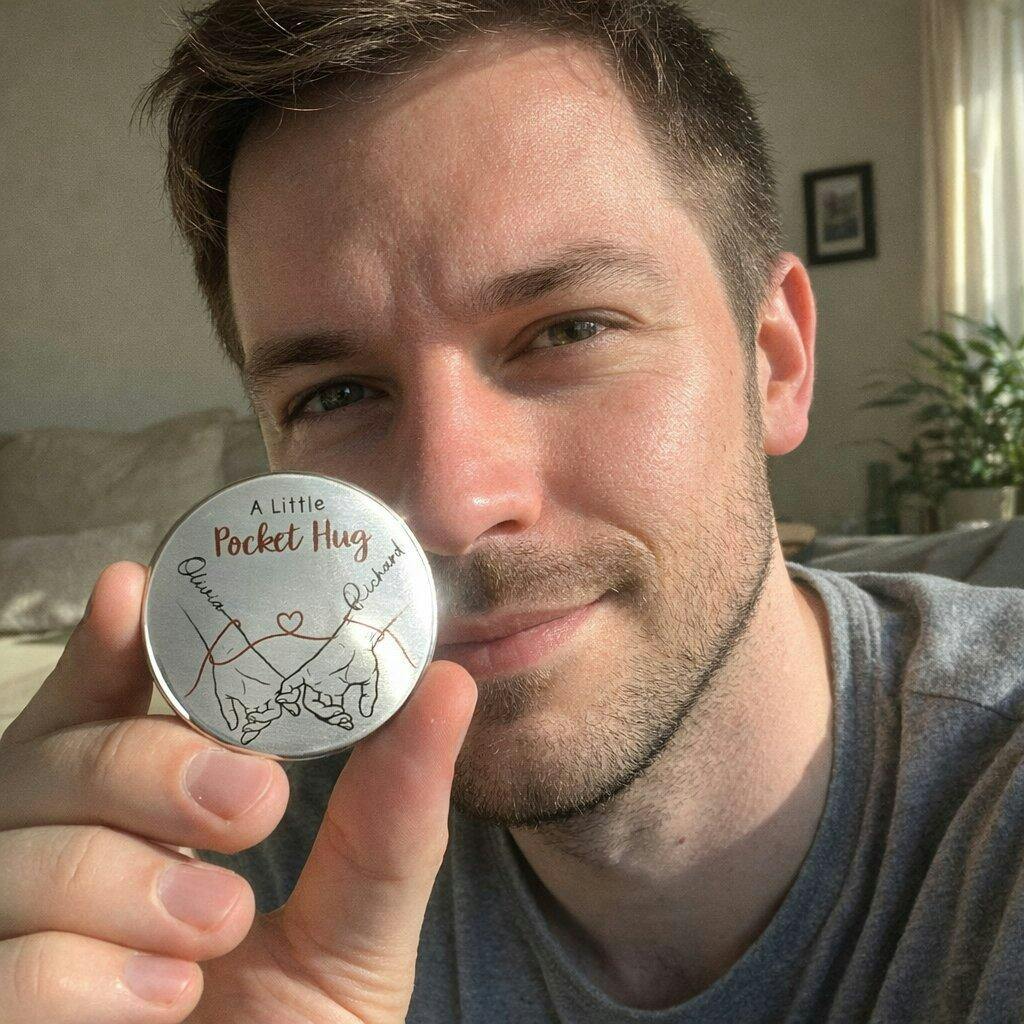 A Little
Pocket Hug
Olivia
Richard